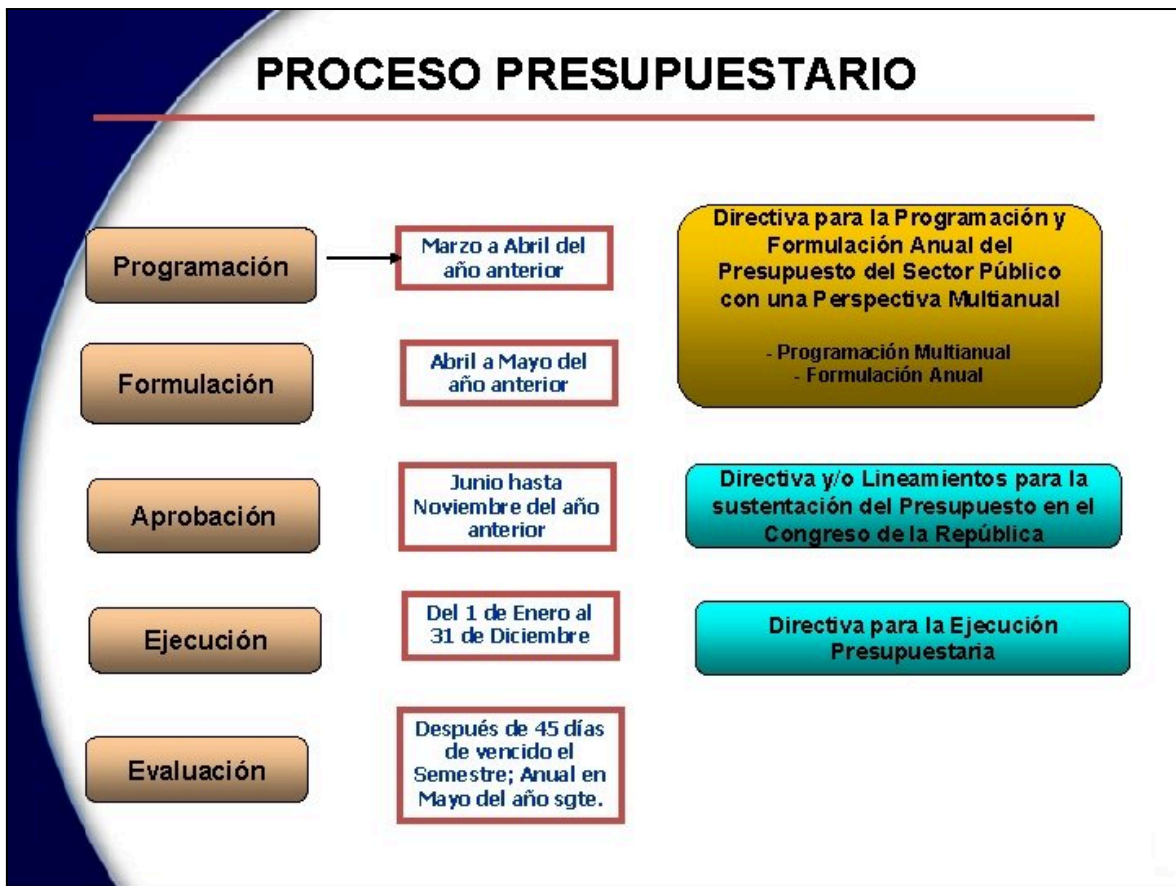 PROCESO PRESUPUESTARIO
Programación
Marzo a Abril del
año anterior
Directiva para la Programación y
Formulación Anual del
Presupuesto del Sector Público
con una Perspectiva Multianual
- Programación Multianual
- Formulación Anual
Formulación
Abril a Mayo del
año anterior
Aprobación
Junio hasta
Noviembre del año
anterior
Directiva y/o Lineamientos para la
sustentación del Presupuesto en el
Congreso de la República
Ejecución
Del 1 de Enero al
31 de Diciembre
Directiva para la Ejecución
Presupuestaria
Evaluación
Después de 45 días
de vencido el
Semestre; Anual en
Mayo del año sgte.